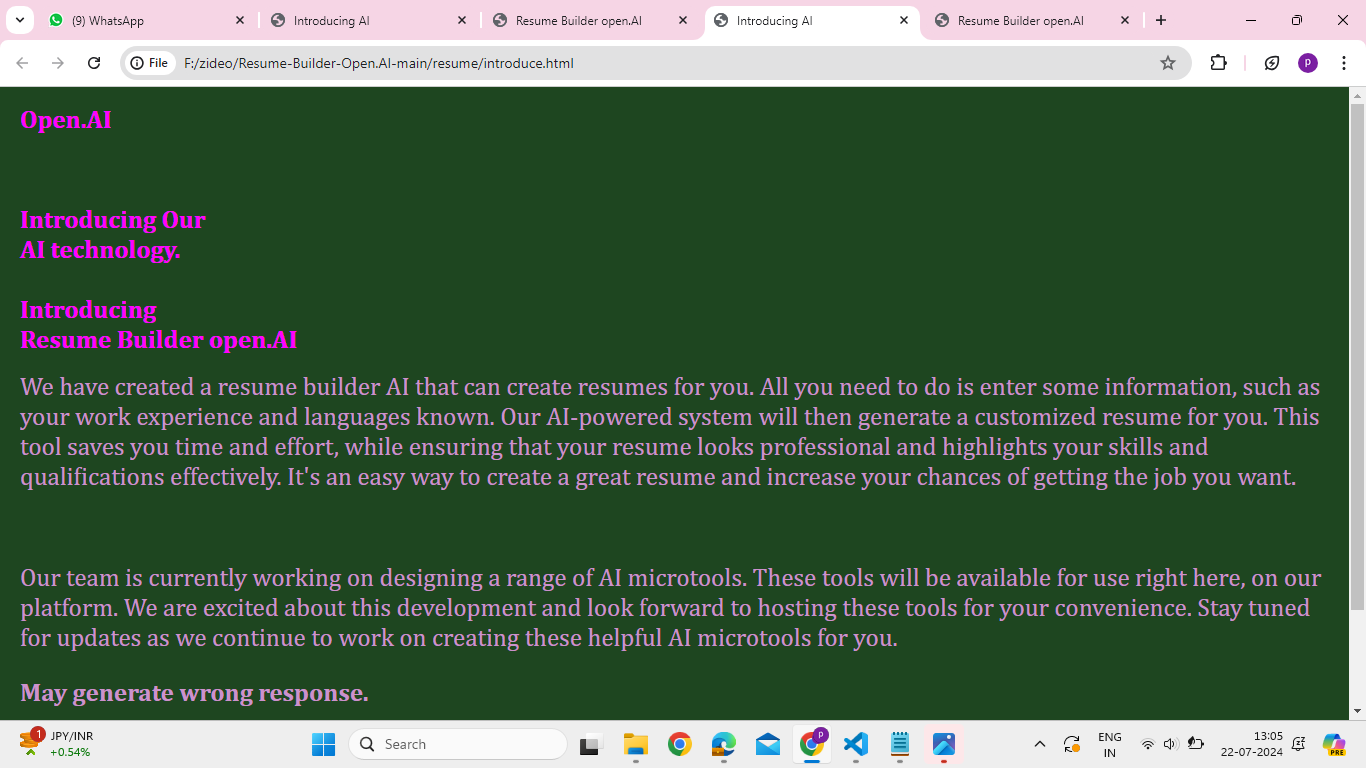 (9) WhatsApp
Introducing AI
Resume Builder open.AI
Introducing AI
Resume Builder open.AI
File
F:/zideo/Resume-Builder-Open.AI-main/resume/introduce.html
p
Open.AI
Introducing Our
AI technology.
Introducing
Resume Builder open.AI
We have created a resume builder AI that can create resumes for you. All you need to do is enter some information, such as
your work experience and languages known. Our AI-powered system will then generate a customized resume for you. This
tool saves you time and effort, while ensuring that your resume looks professional and highlights your skills and
qualifications effectively. It's an easy way to create a great resume and increase your chances of getting the job you want.
Our team is currently working on designing a range of AI microtools. These tools will be available for use right here, on our
platform. We are excited about this development and look forward to hosting these tools for your convenience. Stay tuned
for updates as we continue to work on creating these helpful AI microtools for you.
May generate wrong response.
1
JPY/INR
+0.54%
Search
p
ENG
IN
13:05
22-07-2024
PRE